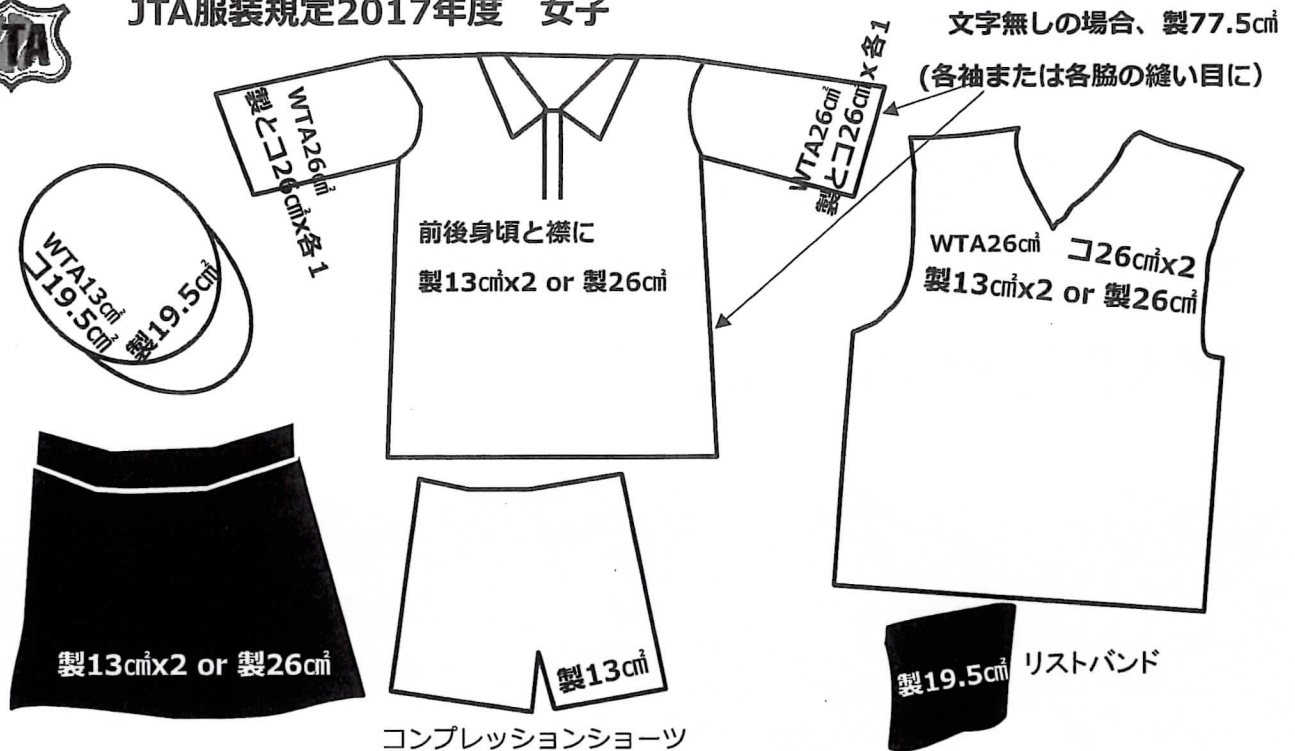 TA
JTA服装規定2017年度 女子
文字無しの場合、製77.5㎠
(各袖または各脇の縫い目に)
WTA26㎠
製とコ26㎠x各1
WTA26㎠
製とコ26㎠x各1
前後身頃と襟に
製13㎠x2 or 製26㎠
WTA26㎠ コ26㎠x2
製13㎠x2 or 製26㎠
WTA13㎠
コ19.5㎠ 製19.5㎠
製13㎠x2 or 製26㎠
製13㎠
コンプレッションショーツ
製19.5㎠ リストバンド